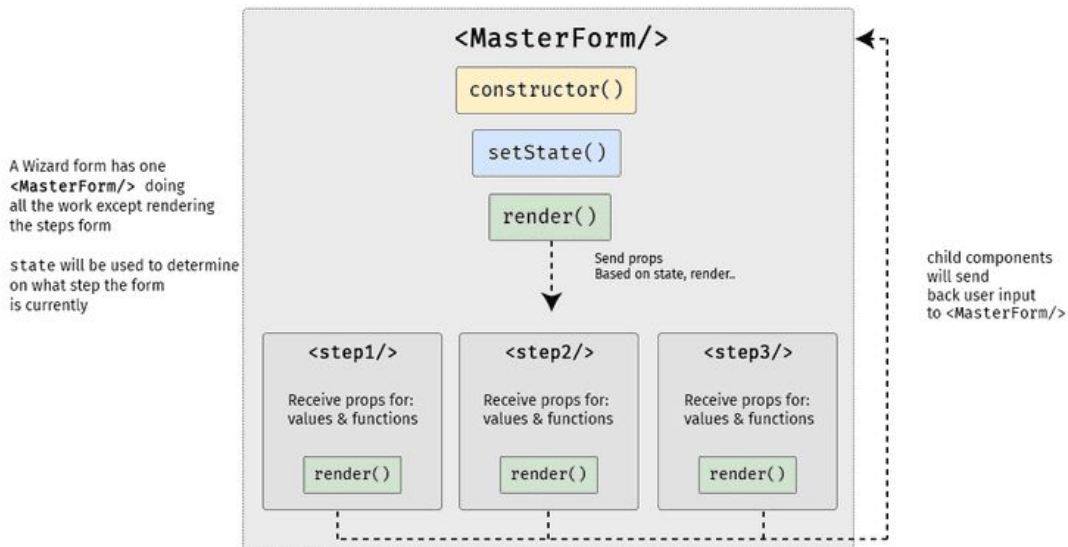 <MasterForm/>
constructor()
setState()
render()
Send props
Based on state, render..
A Wizard form has one
<MasterForm/> doing
all the work except rendering
the steps form
state will be used to determine
on what step the form
is currently
child components
will send
back user input
to <MasterForm/>
<step1/>
Receive props for:
values & functions
render()
<step2/>
Receive props for:
values & functions
render()
<step3/>
Receive props for:
values & functions
render()